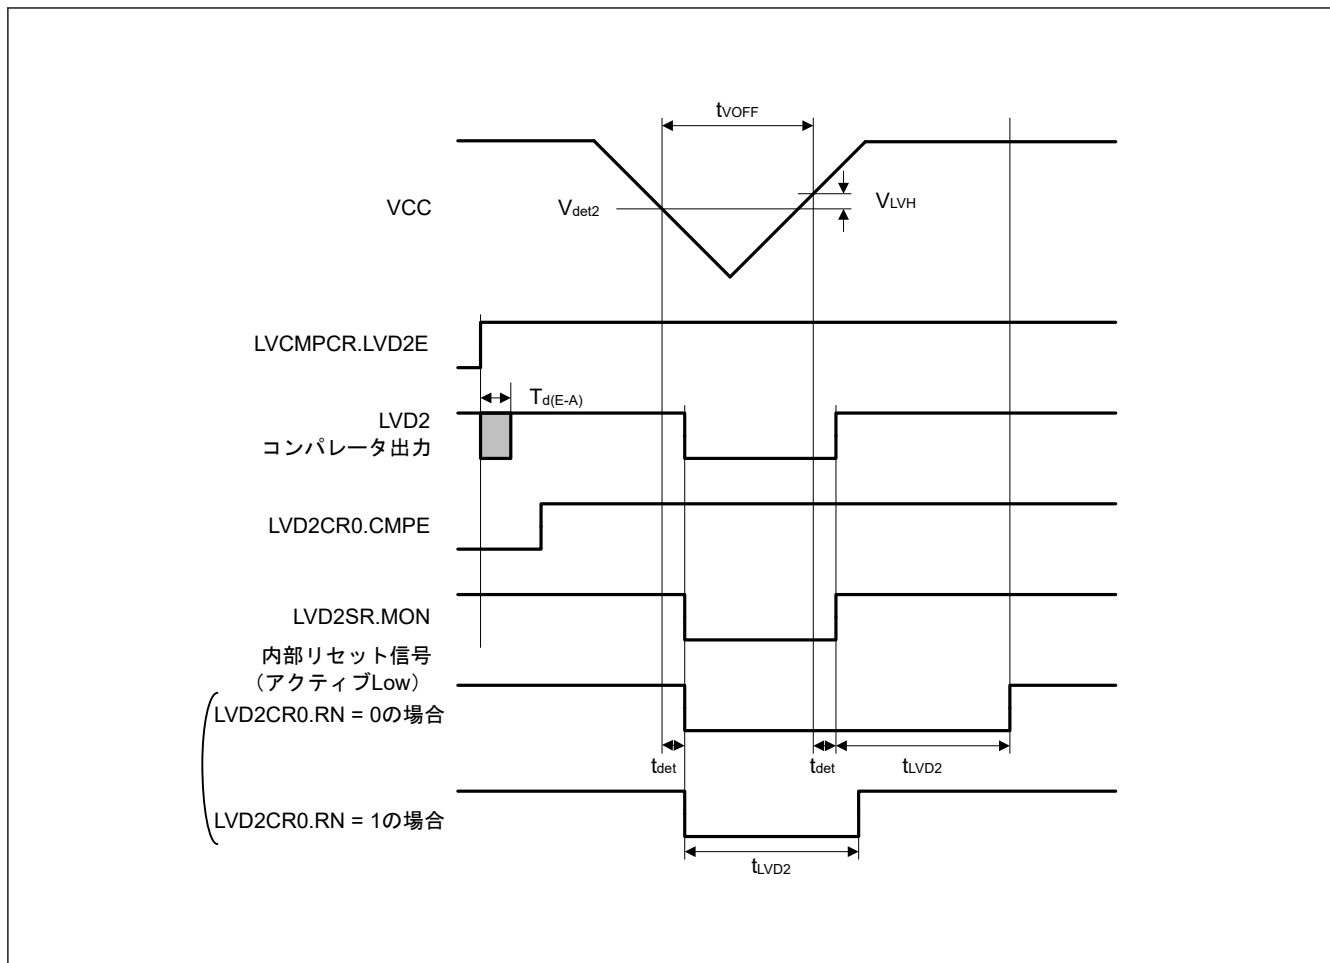 tVOFF
VCC
Vdet2
VLVH
LVCMPCR.LVD2E
Td(E-A)
LVD2
コンパレータ出力
LVD2CR0.CMPE
LVD2SR.MON
内部リセット信号
（アクティブLow）
LVD2CR0.RN = 0の場合
tdet
tdet
tLVD2
LVD2CR0.RN = 1の場合
tLVD2